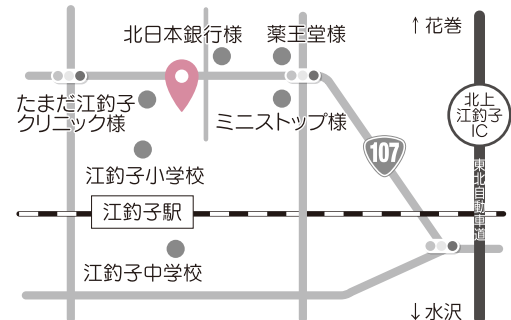 北日本銀行様
薬王堂様
↑花巻
たまだ江釣子
クリニック様
ミニストップ様
北上
江釣子
IC
107
江釣子小学校
東北自動車道
江釣子駅
江釣子中学校
↓水沢